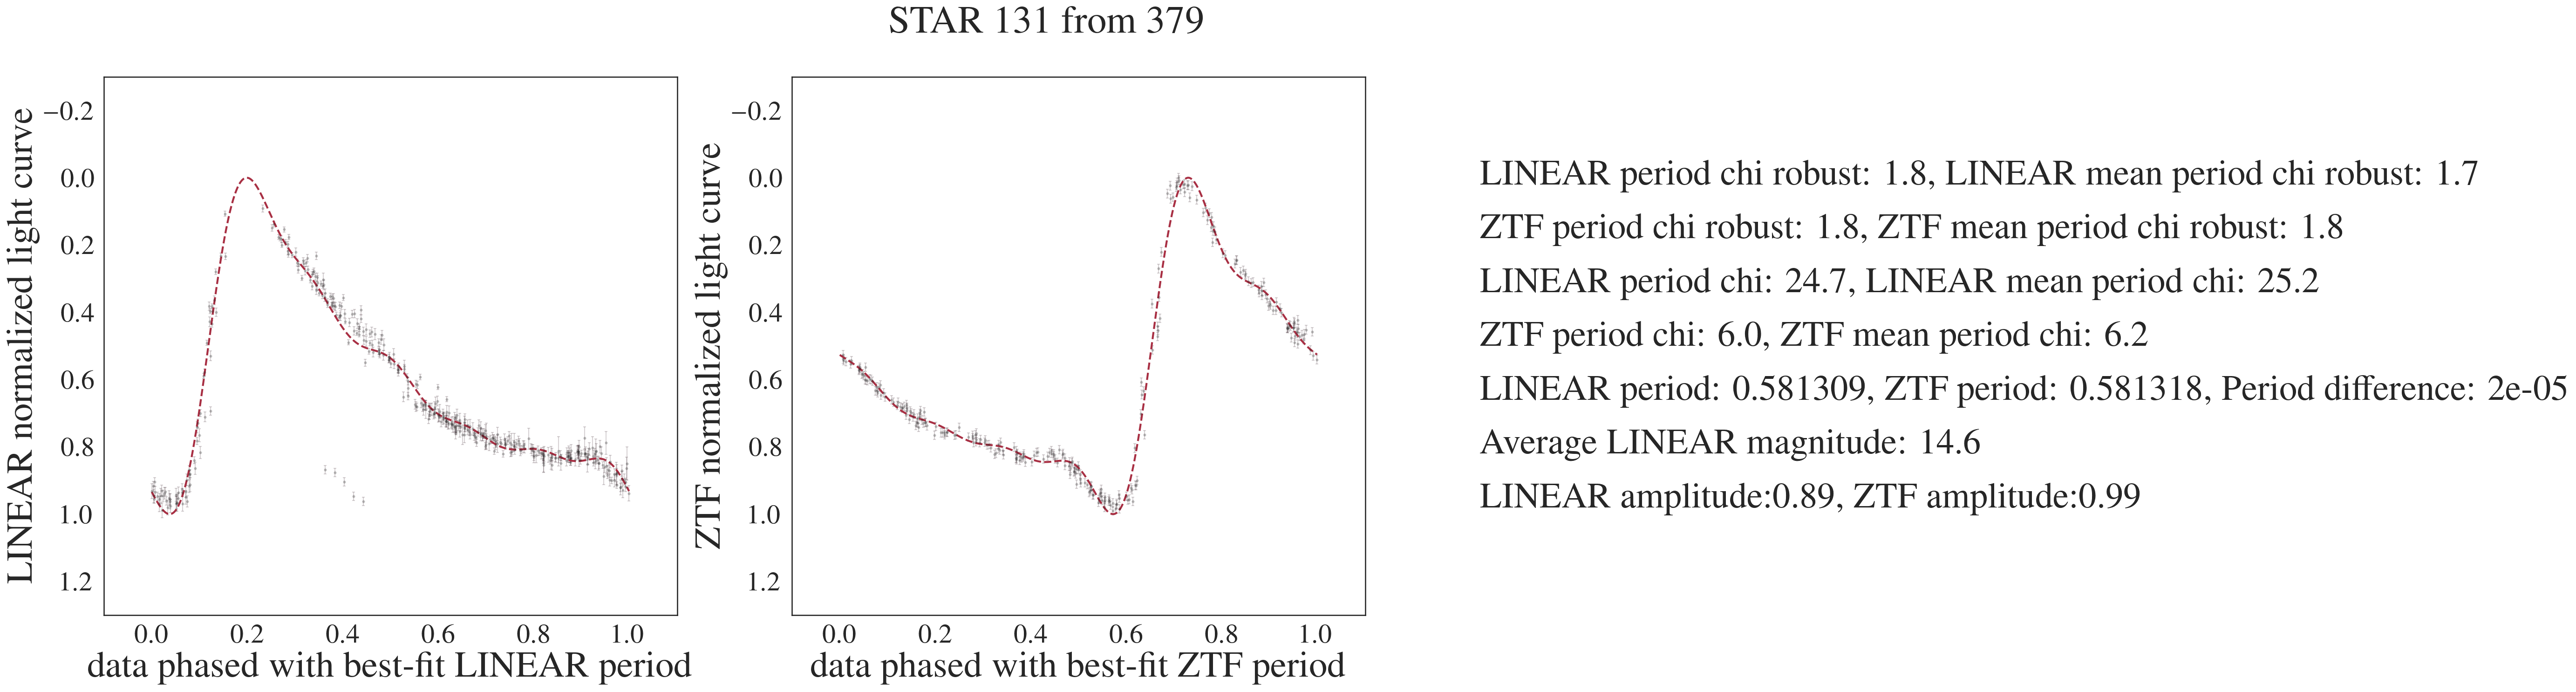 STAR 131 from 379
LINEAR normalized light curve
−0.2
0.0
0.2
0.4
0.6
0.8
1.0
1.2
0.0 0.2 0.4 0.6 0.8 1.0
data phased with best-fit LINEAR period
ZTF normalized light curve
−0.2
0.0
0.2
0.4
0.6
0.8
1.0
1.2
0.0 0.2 0.4 0.6 0.8 1.0
data phased with best-fit ZTF period
LINEAR period chi robust: 1.8, LINEAR mean period chi robust: 1.7
ZTF period chi robust: 1.8, ZTF mean period chi robust: 1.8
LINEAR period chi: 24.7, LINEAR mean period chi: 25.2
ZTF period chi: 6.0, ZTF mean period chi: 6.2
LINEAR period: 0.581309, ZTF period: 0.581318, Period difference: 2e-05
Average LINEAR magnitude: 14.6
LINEAR amplitude:0.89, ZTF amplitude:0.99